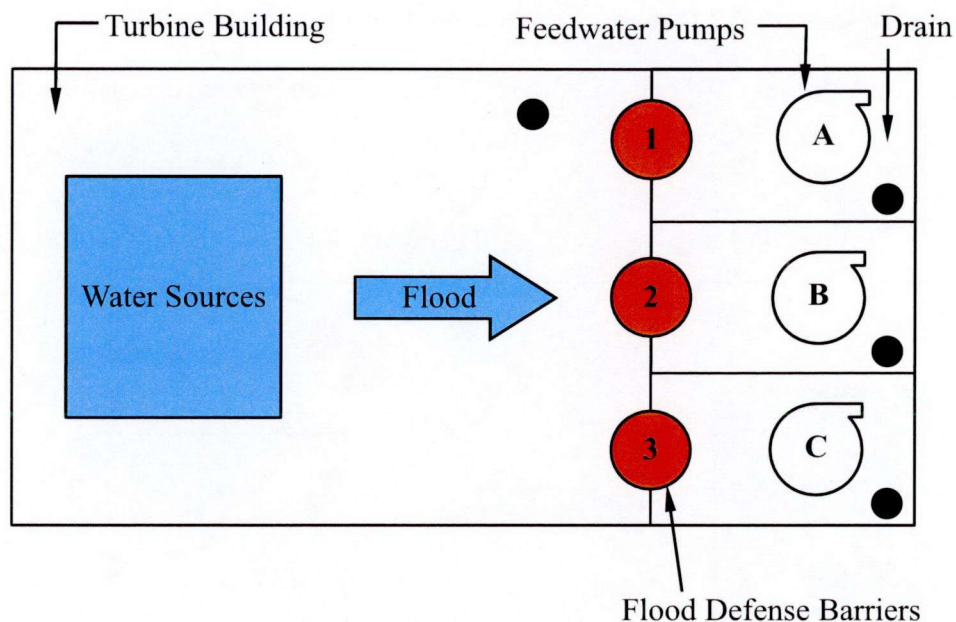 Turbine Building
Feedwater Pumps
Drain
1
A
Water Sources
Flood
2
B
3
C
Flood Defense Barriers